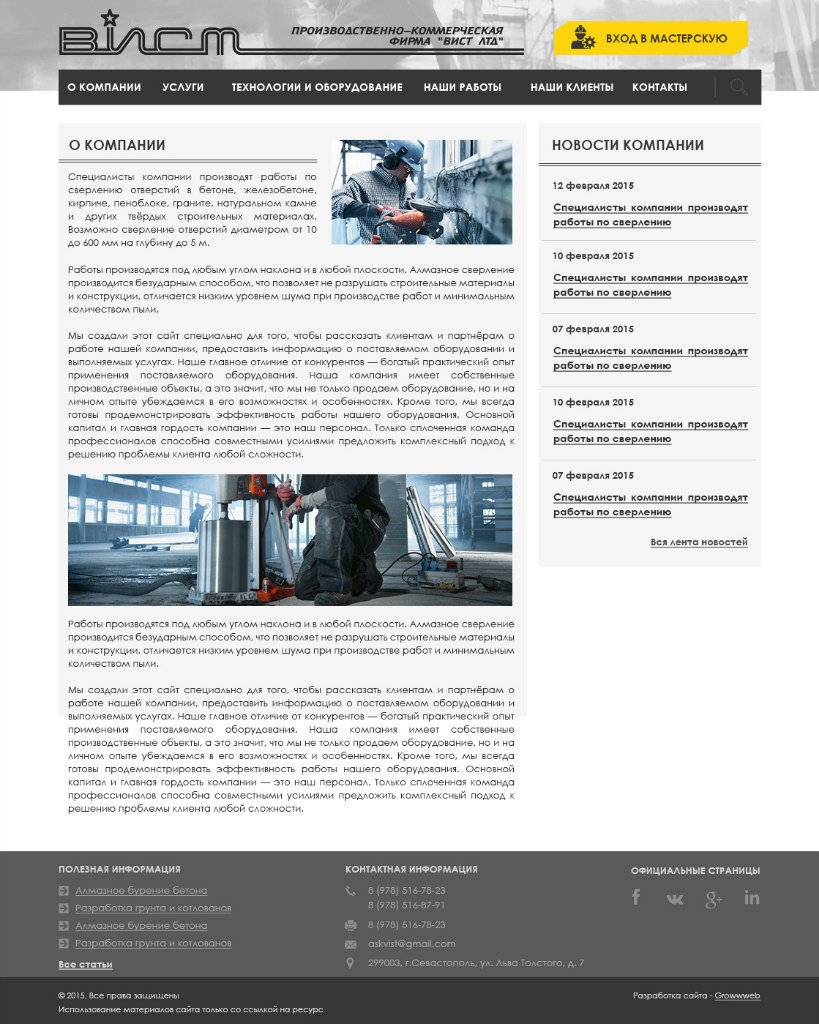 ВИСТ
ПРОИЗВОДСТВЕННО-КОММЕРЧЕСКАЯ
ФИРМА "ВИСТ ЛТД"
ВХОД В МАСТЕРСКУЮ
О КОМПАНИИ УСЛУГИ ТЕХНОЛОГИИ И ОБОРУДОВАНИЕ НАШИ РАБОТЫ НАШИ КЛИЕНТЫ КОНТАКТЫ
О КОМПАНИИ
Специалисты компании производят работы по
сверлению отверстий в бетоне, железобетоне,
кирпиче, пеноблоке, граните, натуральном камне
и других твёрдых строительных материалах.
Возможно сверление отверстий диаметром от 10
до 600 мм на глубину до 5 м.
Работы производятся под любым углом наклона и в любой плоскости. Алмазное сверление
производится безударным способом, что позволяет не разрушать строительные материалы
и конструкции, отличается низким уровнем шума при производстве работ и минимальным
количеством пыли.
Мы создали этот сайт специально для того, чтобы рассказать клиентам и партнёрам о
работе нашей компании, предоставить информацию о поставляемом оборудовании и
выполняемых услугах. Наше главное отличие от конкурентов — богатый практический опыт
применения поставляемого оборудования. Наша компания имеет собственные
производственные объекты, а это значит, что мы не только продаем оборудование, но и на
личном опыте убеждаемся в его возможностях и особенностях. Кроме того, мы всегда
готовы продемонстрировать эффективность работы нашего оборудования. Основной
капитал и главная гордость компании — это наш персонал. Только сплоченная команда
профессионалов способна совместными усилиями предложить комплексный подход к
решению проблемы клиента любой сложности.
Работы производятся под любым углом наклона и в любой плоскости. Алмазное сверление
производится безударным способом, что позволяет не разрушать строительные материалы
и конструкции, отличается низким уровнем шума при производстве работ и минимальным
количеством пыли.
Мы создали этот сайт специально для того, чтобы рассказать клиентам и партнёрам о
работе нашей компании, предоставить информацию о поставляемом оборудовании и
выполняемых услугах. Наше главное отличие от конкурентов — богатый практический опыт
применения поставляемого оборудования. Наша компания имеет собственные
производственные объекты, а это значит, что мы не только продаем оборудование, но и на
личном опыте убеждаемся в его возможностях и особенностях. Кроме того, мы всегда
готовы продемонстрировать эффективность работы нашего оборудования. Основной
капитал и главная гордость компании — это наш персонал. Только сплоченная команда
профессионалов способна совместными усилиями предложить комплексный подход к
решению проблемы клиента любой сложности.
НОВОСТИ КОМПАНИИ
12 февраля 2015
Специалисты компании производят
работы по сверлению
10 февраля 2015
Специалисты компании производят
работы по сверлению
07 февраля 2015
Специалисты компании производят
работы по сверлению
10 февраля 2015
Специалисты компании производят
работы по сверлению
07 февраля 2015
Специалисты компании производят
работы по сверлению
Вся лента новостей
ПОЛЕЗНАЯ ИНФОРМАЦИЯ
Алмазное бурение бетона
Разработка грунта и котлованов
Алмазное бурение бетона
Разработка грунта и котлованов
Все статьи
КОНТАКТНАЯ ИНФОРМАЦИЯ
8 (978) 516-78-23
8 (978) 516-87-91
8 (978) 516-78-23
askvist@gmail.com
299003, г.Севастополь, ул. Льва Толстого, д. 7
ОФИЦИАЛЬНЫЕ СТРАНИЦЫ
© 2015, Все права защищены
Использование материалов сайта только со ссылкой на ресурс
Разработка сайта - Growwweb